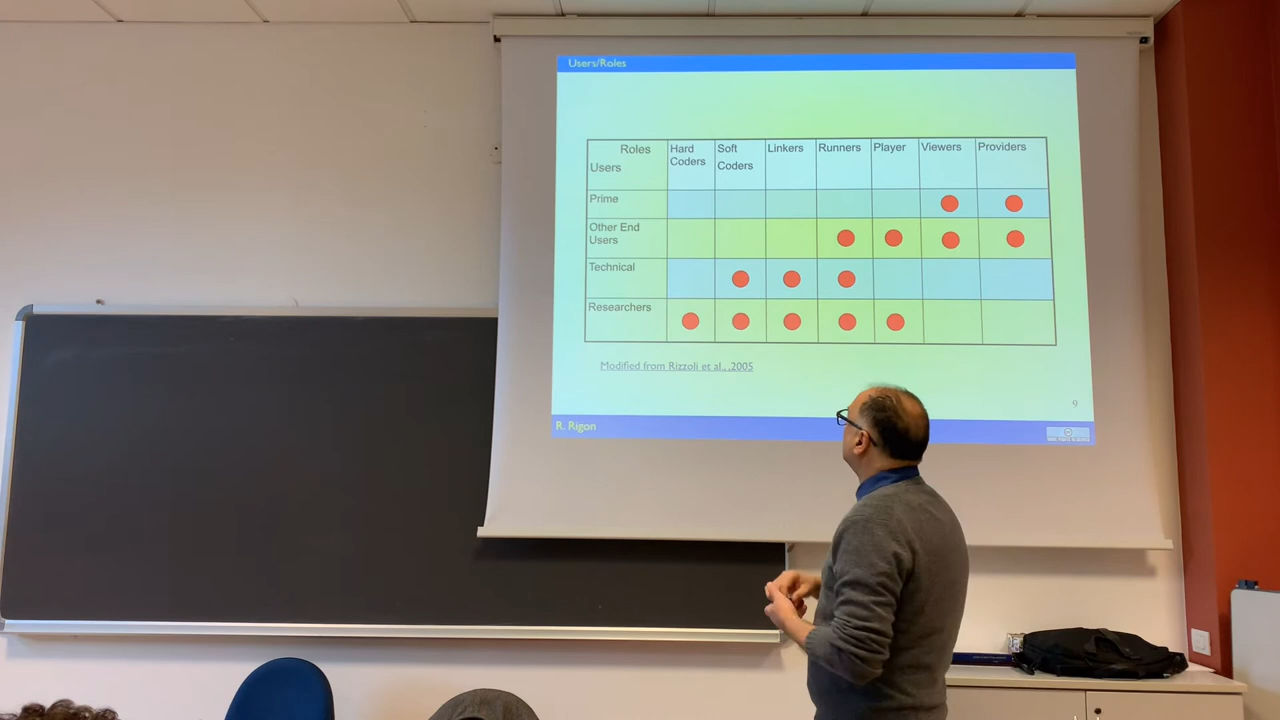 Users/Roles
Roles
Users
Hard
Coders
Soft
Coders
Linkers
Runners
Player
Viewers
Providers
Prime
Other End
Users
Technical
Researchers
Modified from Rizzoli et al., ,2005
9
R. Rigon